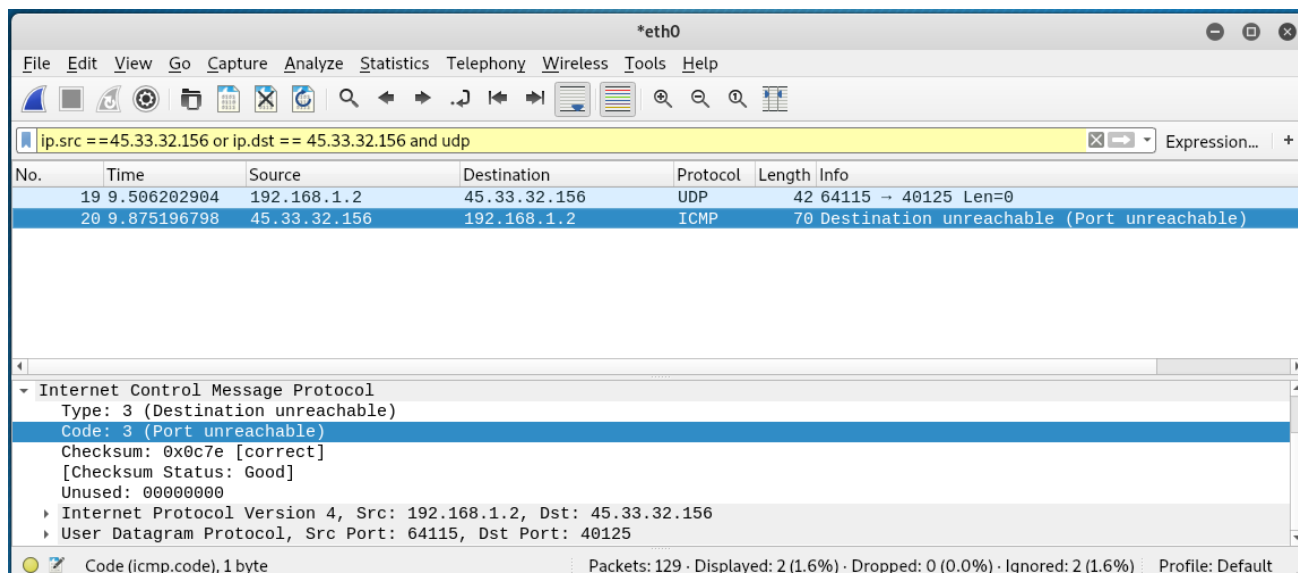 *eth0
File Edit View Go Capture Analyze Statistics Telephony Wireless Tools Help
ip.src ==45.33.32.156 or ip.dst == 45.33.32.156 and udp Expression... +
No. Time Source Destination Protocol Length Info
19 9.506202904 192.168.1.2 45.33.32.156 UDP 42 64115 → 40125 Len=0
20 9.875196798 45.33.32.156 192.168.1.2 ICMP 70 Destination unreachable (Port unreachable)
Internet Control Message Protocol
Type: 3 (Destination unreachable)
Code: 3 (Port unreachable)
Checksum: 0x0c7e [correct]
[Checksum Status: Good]
Unused: 00000000
Internet Protocol Version 4, Src: 192.168.1.2, Dst: 45.33.32.156
User Datagram Protocol, Src Port: 64115, Dst Port: 40125
Code (icmp.code), 1 byte Packets: 129 · Displayed: 2 (1.6%) · Dropped: 0 (0.0%) · Ignored: 2 (1.6%) Profile: Default